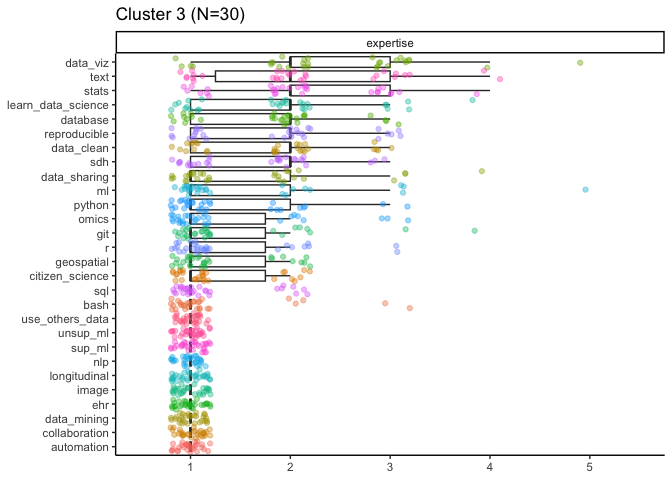 Cluster 3 (N=30)
expertise
data_viz
text
stats
learn_data_science
database
reproducible
data_clean
sdh
data_sharing
ml
python
omics
git
r
geospatial
citizen_science
sql
bash
use_others_data
unsup_ml
sup_ml
nlp
longitudinal
image
ehr
data_mining
collaboration
automation
1 2 3 4 5